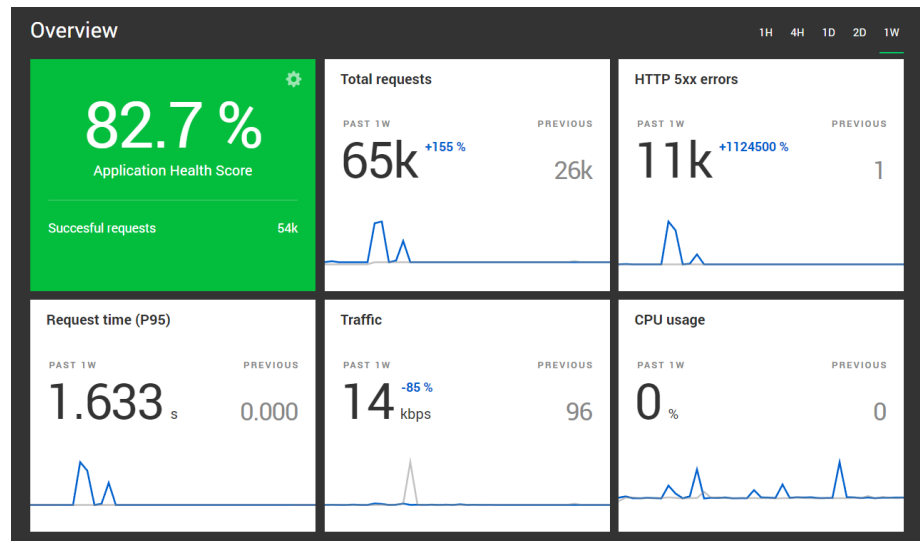 Overview
1H 4H 1D 2D 1W
82.7 %
Application Health Score
Succesful requests 54k
Total requests
PAST 1W PREVIOUS
65k +155 % 26k
HTTP 5xx errors
PAST 1W PREVIOUS
11k +1124500 % 1
Request time (P95)
PAST 1W PREVIOUS
1.633 s 0.000
Traffic
PAST 1W PREVIOUS
14 -85 % kbps 96
CPU usage
PAST 1W PREVIOUS
0 % 0